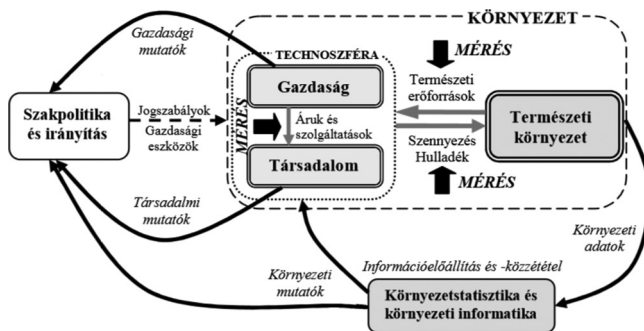 KÖRNYEZET
Gazdasági
mutatók
TECHNOSZFÉRA
MÉRÉS
Gazdaság
Természeti
erőforrások
Szakpolitika
és irányítás
Jogszabályok
Gazdasági
eszközök
MÉRÉS
Áruk és
szolgáltatások
Természeti
környezet
Szennyezés
Hulladék
Társadalom
MÉRÉS
Társadalmi
mutatók
Környezeti
adatok
Információelőállítás és -közzététel
Környezeti
mutatók
Környezetstatisztika és
környezeti informatika